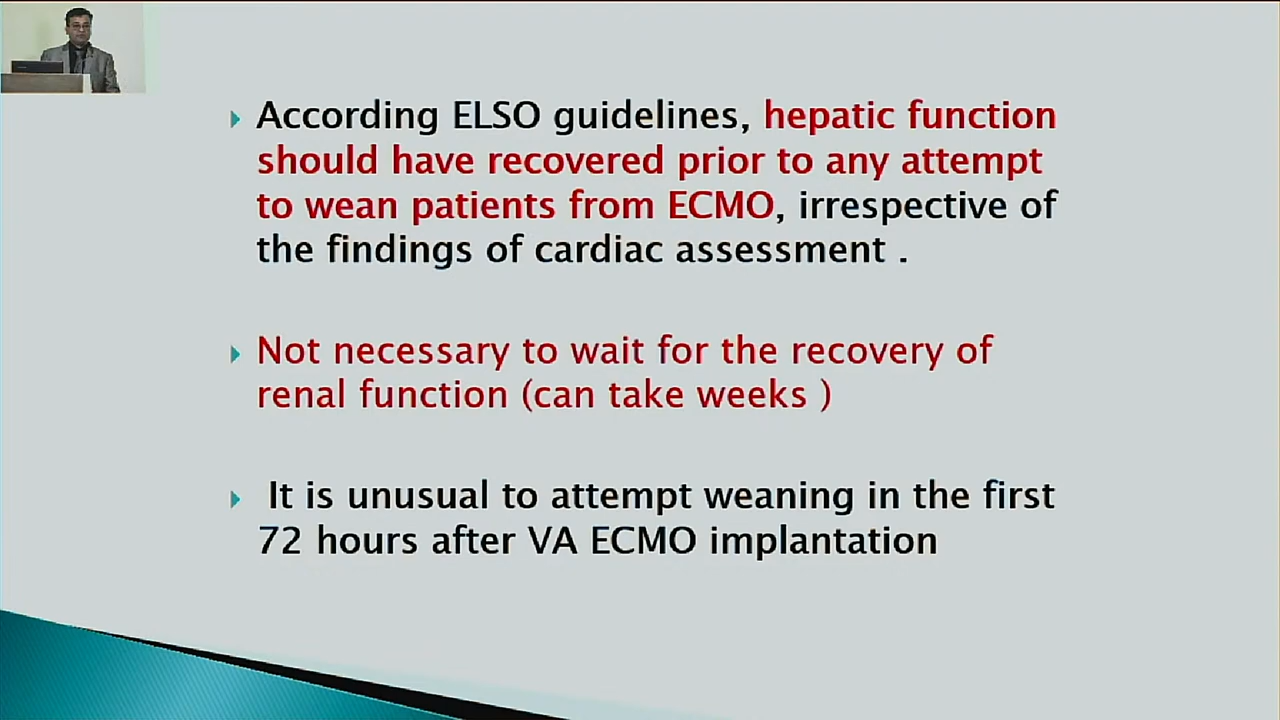 According ELSO guidelines, hepatic function
should have recovered prior to any attempt
to wean patients from ECMO, irrespective of
the findings of cardiac assessment .
Not necessary to wait for the recovery of
renal function (can take weeks )
It is unusual to attempt weaning in the first
72 hours after VA ECMO implantation